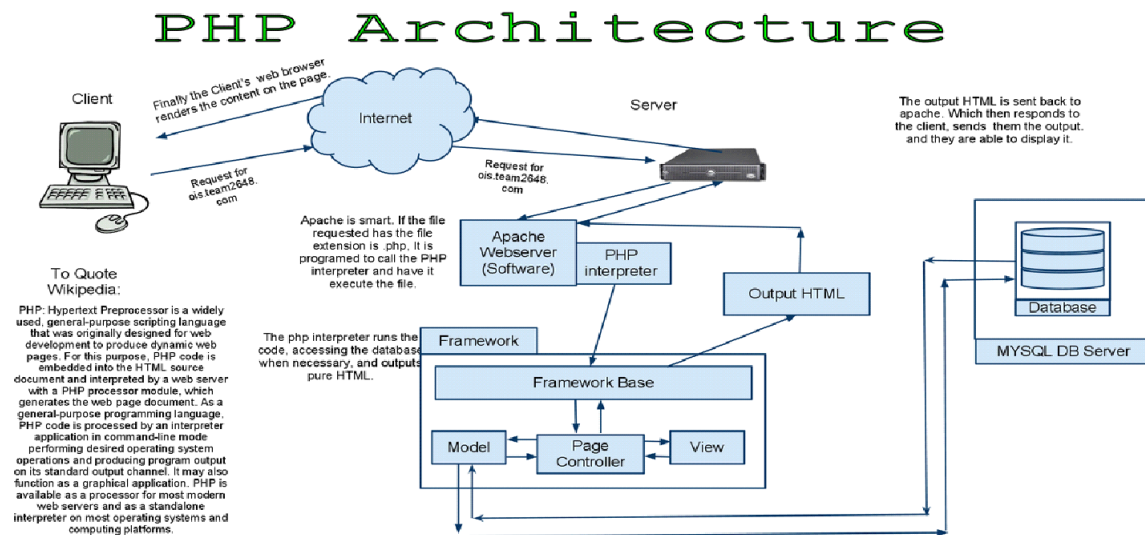 PHP Architecture
Client
Finally the Client's web browser
renders the content on the page.
Internet
Request for
ois.team2648.
com
Request for
ois.team2648.
com
Server
The output HTML is sent back to
apache. Which then responds to
the client, sends them the output.
and they are able to display it.
Apache is smart. If the file
requested has the file
extension is .php, It is
programed to call the PHP
interpreter and have it
execute the file.
Apache
Webserver
(Software)
PHP
interpreter
Output HTML
Database
MYSQL DB Server
To Quote
Wikipedia:
PHP: Hypertext Preprocessor is a widely
used, general-purpose scripting language
that was originally designed for web
development to produce dynamic web
pages. For this purpose, PHP code is
embedded into the HTML source
document and interpreted by a web server
with a PHP processor module, which
generates the web page document. As a
general-purpose programming language,
PHP code is processed by an interpreter
application in command-line mode
performing desired operating system
operations and producing program output
on its standard output channel. It may also
function as a graphical application. PHP is
available as a processor for most modern
web servers and as a standalone
interpreter on most operating systems and
computing platforms.
The php interpreter runs the
code, accessing the database
when necessary, and outputs
pure HTML.
Framework
Framework Base
Model
Page
Controller
View